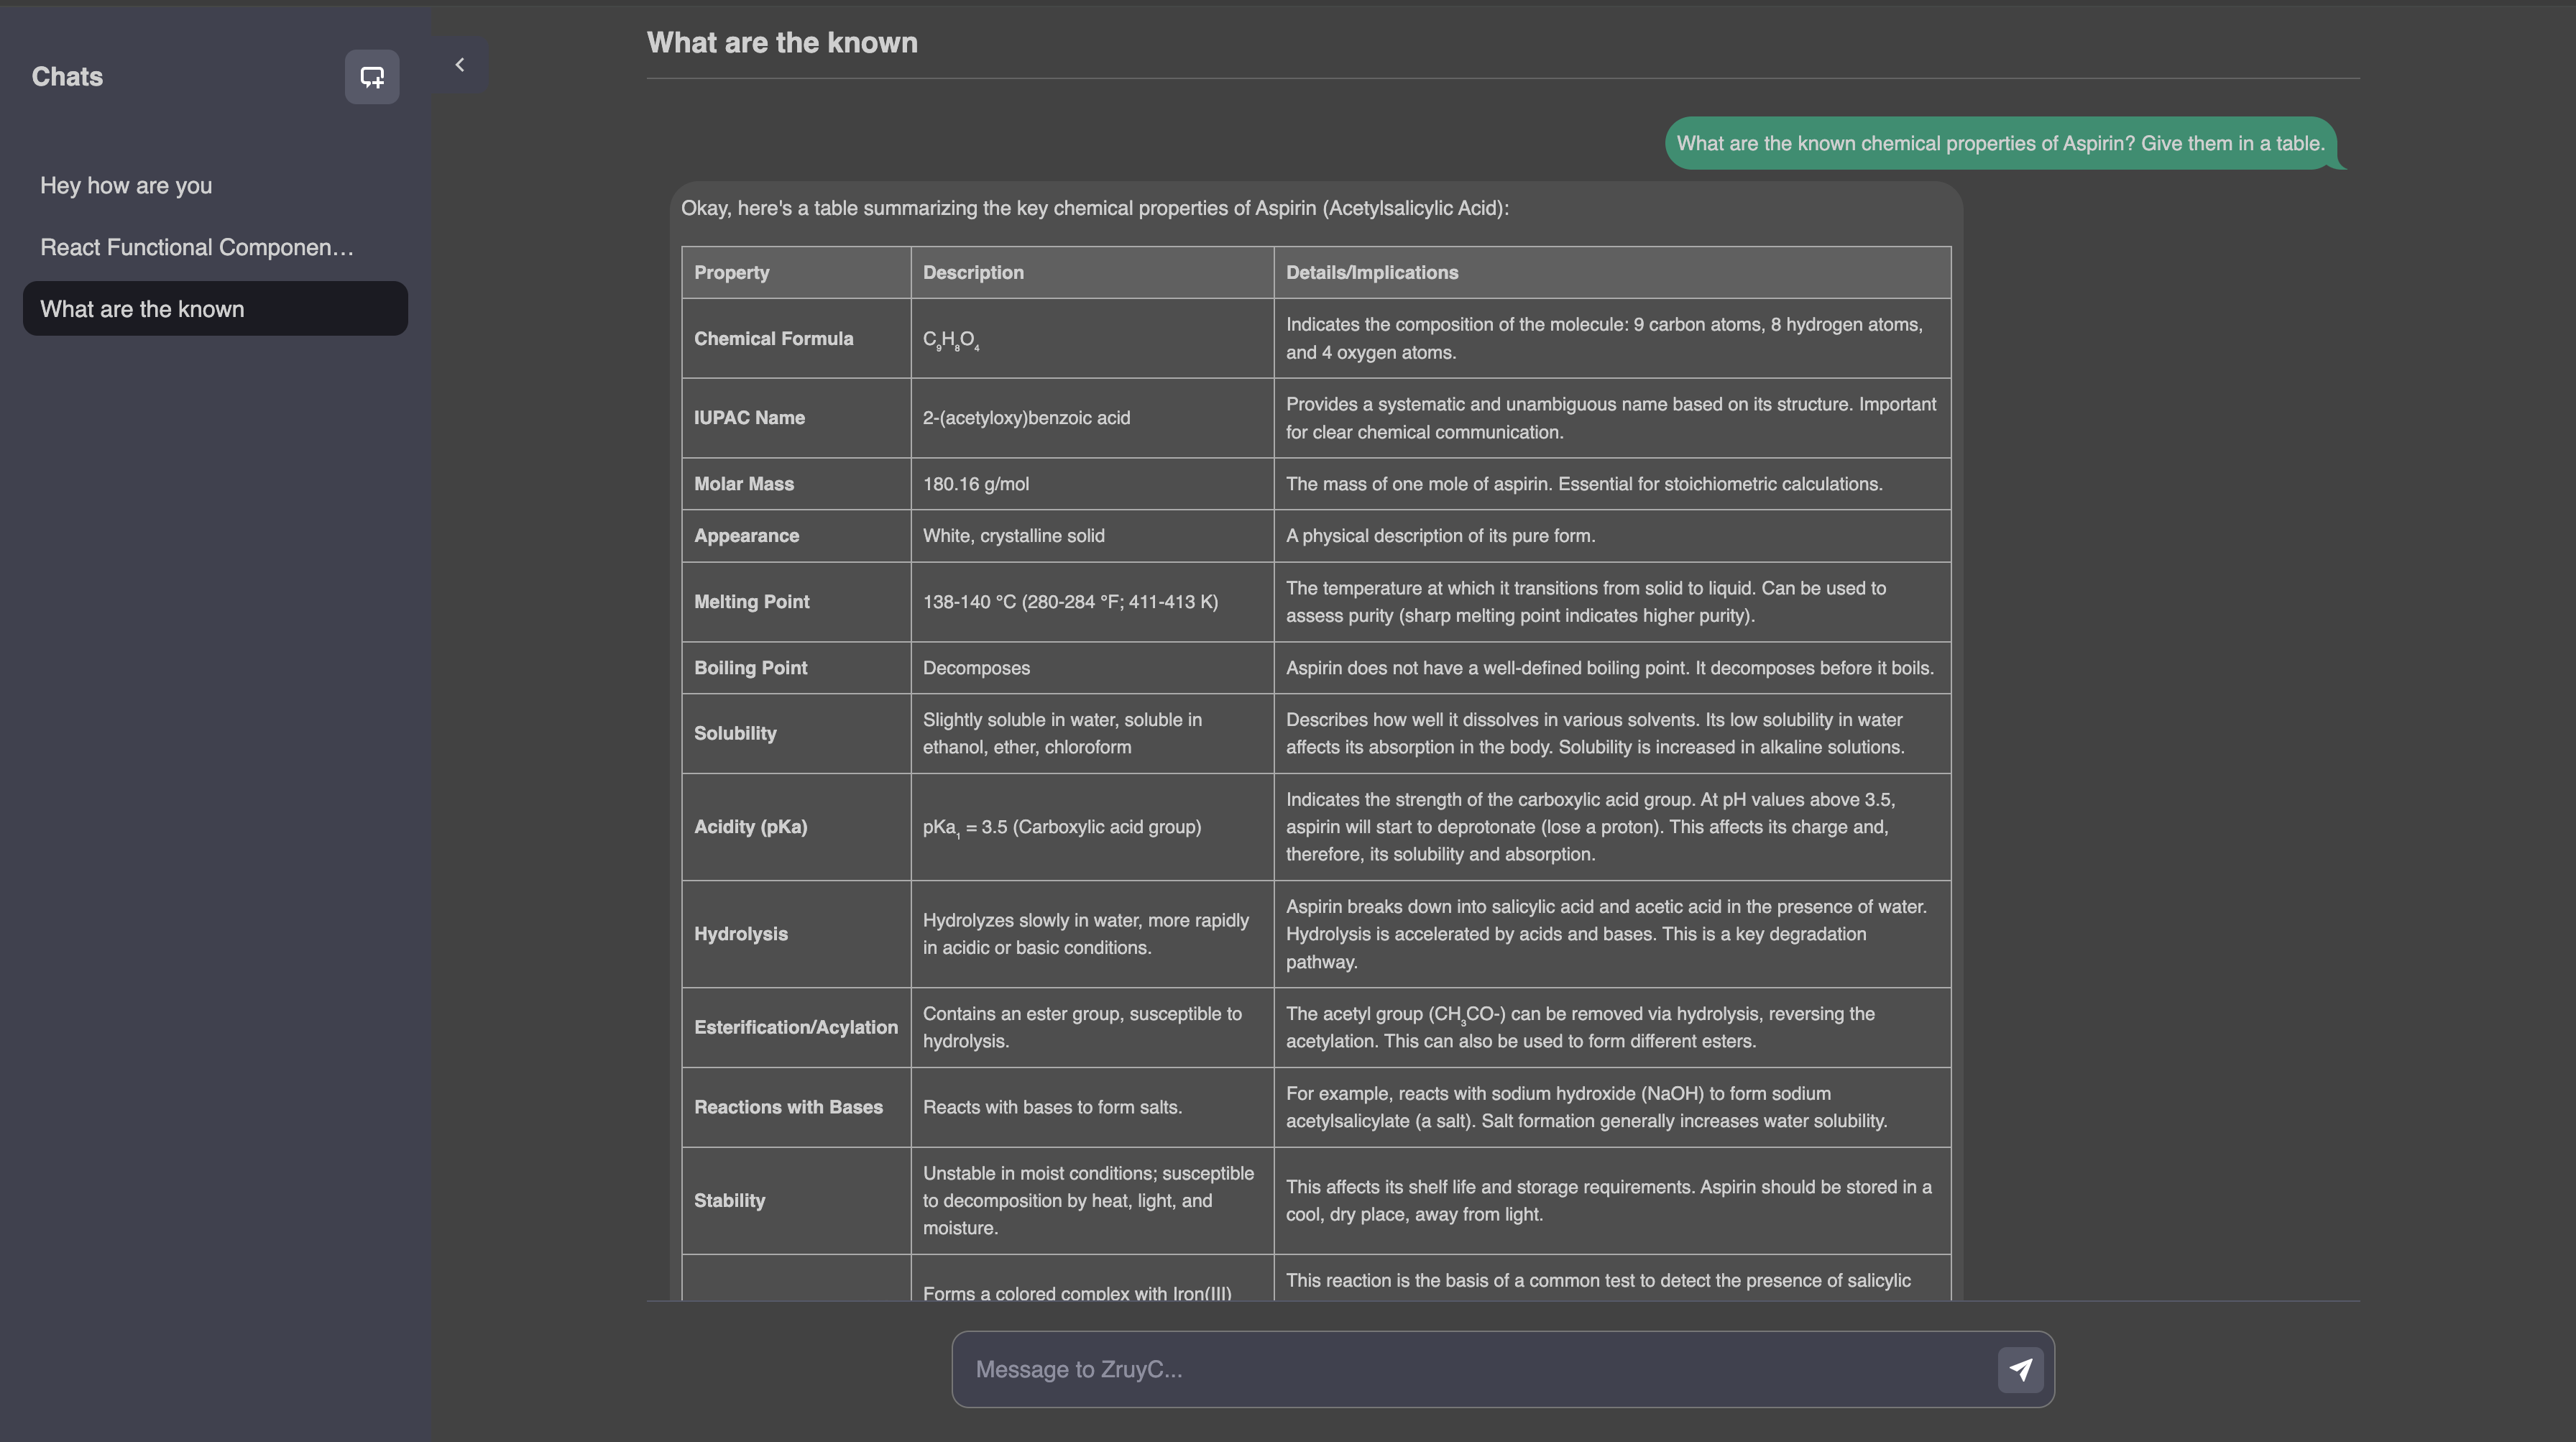 Chats
Hey how are you
React Functional Componen...
What are the known
What are the known
What are the known chemical properties of Aspirin? Give them in a table.
Okay, here's a table summarizing the key chemical properties of Aspirin (Acetylsalicylic Acid):
Property Description Details/Implications
Chemical Formula C₉H₈O₄ Indicates the composition of the molecule: 9 carbon atoms, 8 hydrogen atoms,
and 4 oxygen atoms.
IUPAC Name 2-(acetyloxy)benzoic acid Provides a systematic and unambiguous name based on its structure. Important
for clear chemical communication.
Molar Mass 180.16 g/mol The mass of one mole of aspirin. Essential for stoichiometric calculations.
Appearance White, crystalline solid A physical description of its pure form.
Melting Point 138-140 °C (280-284 °F; 411-413 K) The temperature at which it transitions from solid to liquid. Can be used to
assess purity (sharp melting point indicates higher purity).
Boiling Point Decomposes Aspirin does not have a well-defined boiling point. It decomposes before it boils.
Solubility Slightly soluble in water, soluble in
ethanol, ether, chloroform
Describes how well it dissolves in various solvents. Its low solubility in water
affects its absorption in the body. Solubility is increased in alkaline solutions.
Acidity (pKa) pKa₁ = 3.5 (Carboxylic acid group) Indicates the strength of the carboxylic acid group. At pH values above 3.5,
aspirin will start to deprotonate (lose a proton). This affects its charge and,
therefore, its solubility and absorption.
Hydrolysis Hydrolyzes slowly in water, more rapidly
in acidic or basic conditions.
Aspirin breaks down into salicylic acid and acetic acid in the presence of water.
Hydrolysis is accelerated by acids and bases. This is a key degradation
pathway.
Esterification/Acylation Contains an ester group, susceptible to
hydrolysis.
The acetyl group (CH₃CO-) can be removed via hydrolysis, reversing the
acetylation. This can also be used to form different esters.
Reactions with Bases Reacts with bases to form salts. For example, reacts with sodium hydroxide (NaOH) to form sodium
acetylsalicylate (a salt). Salt formation generally increases water solubility.
Stability Unstable in moist conditions; susceptible
to decomposition by heat, light, and
moisture.
This affects its shelf life and storage requirements. Aspirin should be stored in a
cool, dry place, away from light.
Forms a colored complex with Iron(III)
This reaction is the basis of a common test to detect the presence of salicylic
Message to ZruyC...